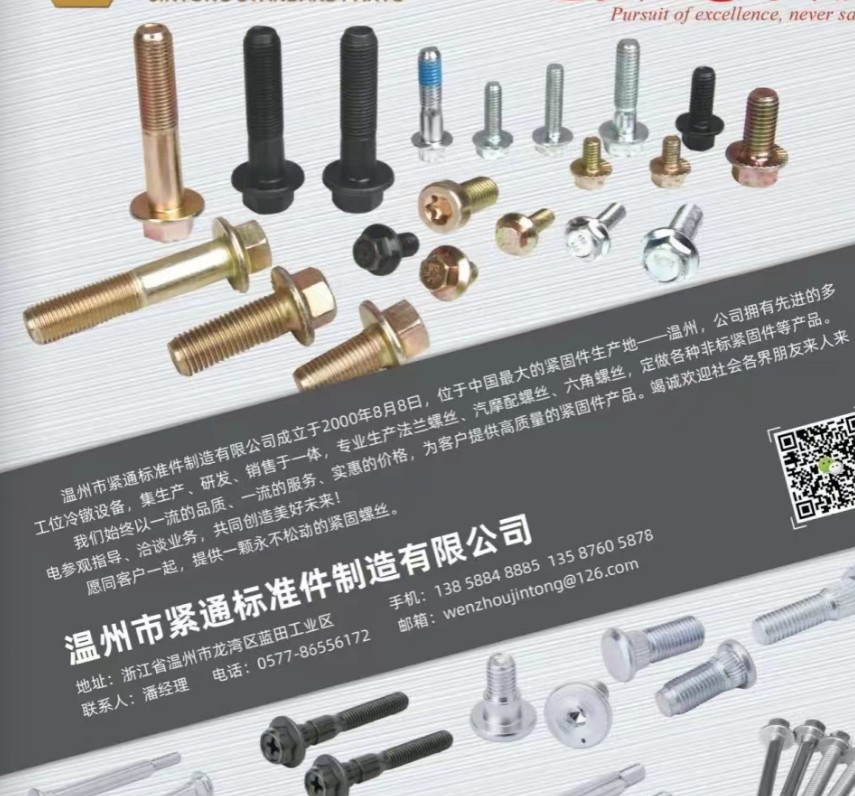 Pursuit of excellence, never
温州市紧通标准件制造有限公司成立于2000年8月8日，位于中国最大的紧固件生产地——温州，公司拥有先进的多
工位冷镦设备，集生产、研发、销售于一体，专业生产法兰螺丝、汽摩配螺丝、六角螺丝，定做各种非标紧固件等产品。
我们始终以一流的品质、一流的服务、实惠的价格，为客户提供高质量的紧固件产品。竭诚欢迎社会各界朋友来人来
电参观指导、洽谈业务，共同创造美好未来！
愿同客户一起，提供一颗永不松动的紧固螺丝。
温州市紧通标准件制造有限公司
地址：浙江省温州市龙湾区蓝田工业区
手机：138 5884 8885 135 8760 5878
联系人：潘经理 电话：0577-86556172
邮箱：wenzhoujintong@126.com